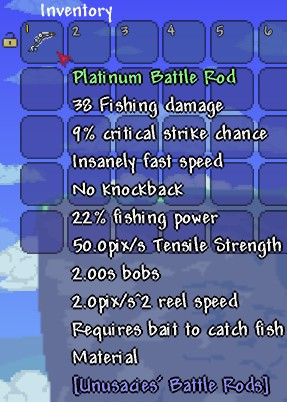 Inventory
1 2 3 4 5 6
Platinum Battle Rod
38 Fishing damage
9% critical strike chance
Insanely fast speed
No knockback
22% fishing power
50.0pix/s Tensile Strength
2.00s bobs
2.0pix/s^2 reel speed
Requires bait to catch fish
Material
[Unusacies' Battle Rods]